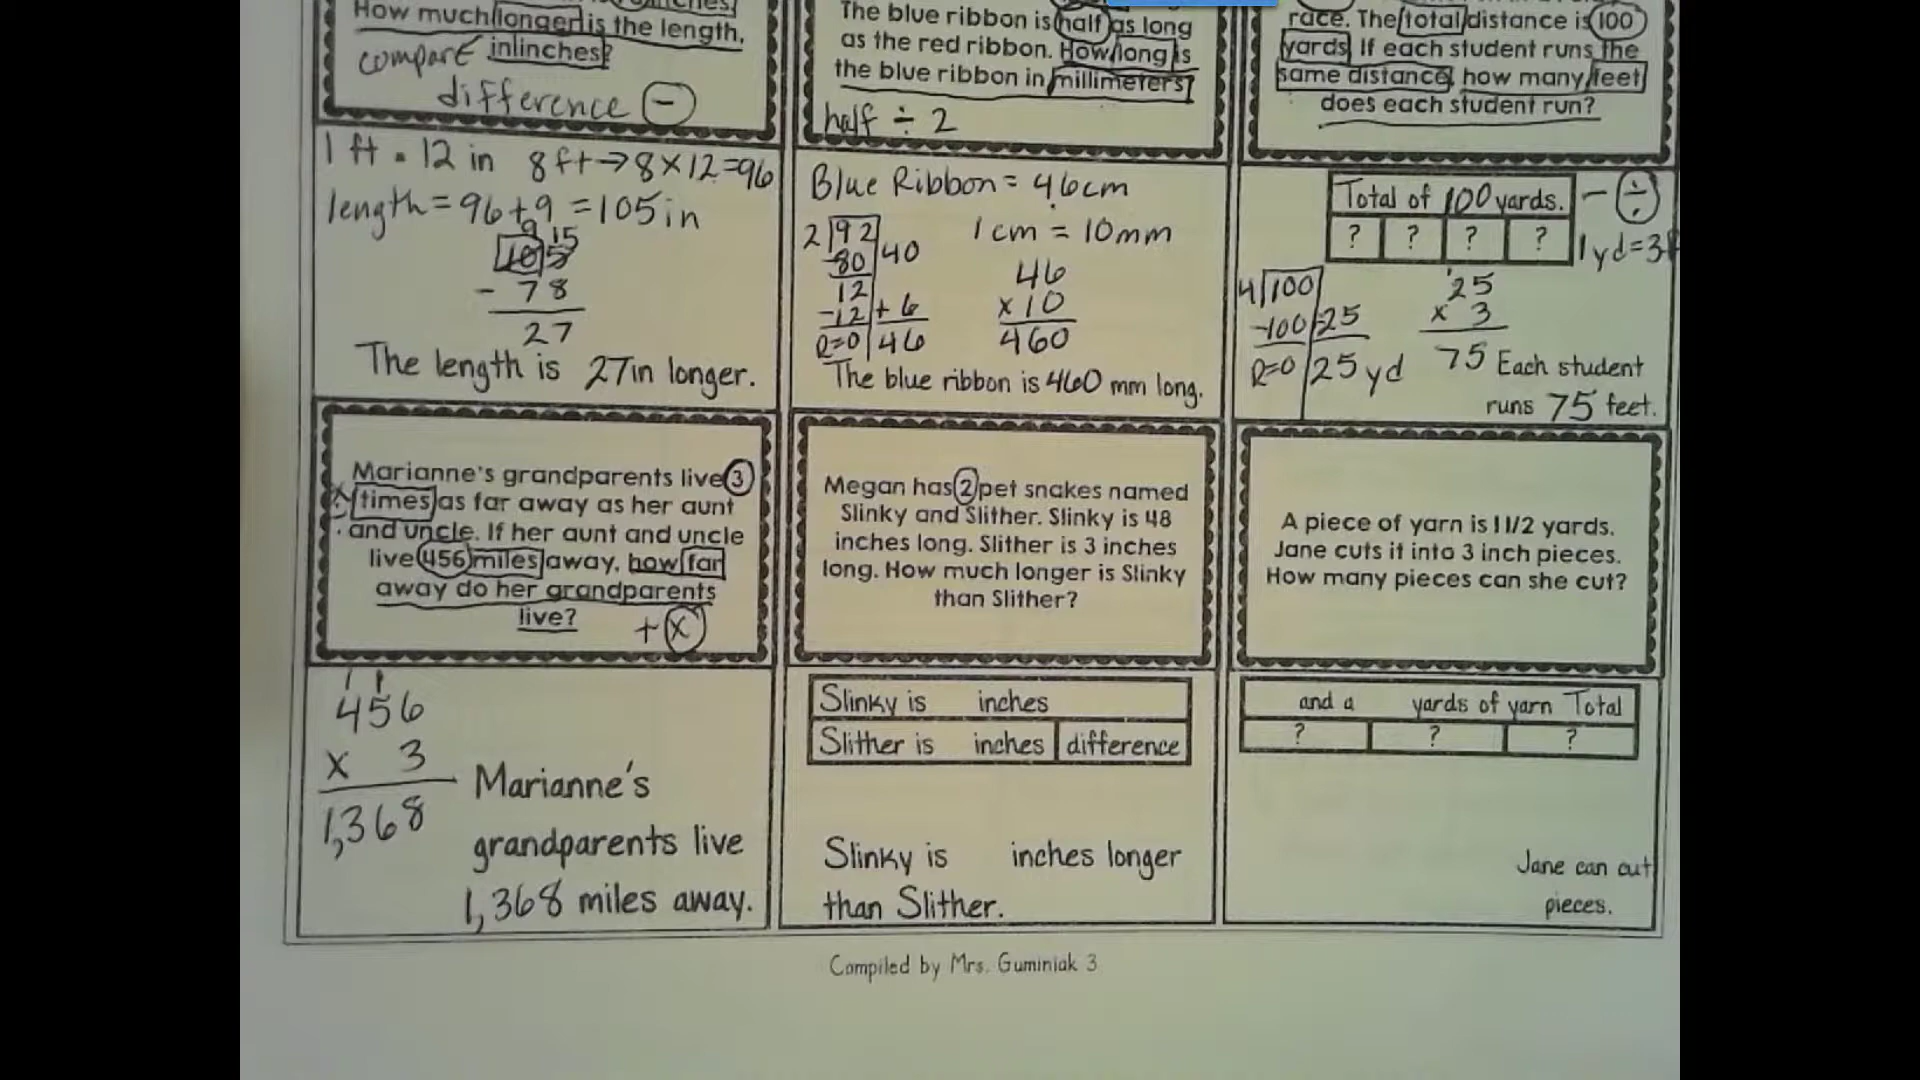 How much longer is the length,
in inches?
compare
difference −
1 ft = 12 in 8 ft → 8 x 12 = 96
length = 96 + 9 = 105 in
9 15
105
- 78
27
The length is 27in longer.
The blue ribbon is half as long
as the red ribbon. How long is
the blue ribbon in millimeters?
half ÷ 2
Blue Ribbon = 46cm
2 92
1 cm = 10mm
-80 40
12
-12 + 6
R=0 46
46
x 10
460
The blue ribbon is 460 mm long.
race. The total distance is 100
yards. If each student runs the
same distance, how many feet
does each student run?
Total of 100 yards. − ÷
? ? ? ?
1 yd = 3f
4 100
-100 25
R=0 25 yd
1
25
x 3
75 Each student
runs 75 feet.
Marianne's grandparents live 3
times as far away as her aunt
and uncle. If her aunt and uncle
live 456 miles away, how far
away do her grandparents
live?
+ x
1 1
456
x 3
1,368
Marianne's
grandparents live
1,368 miles away.
Megan has 2 pet snakes named
Slinky and Slither. Slinky is 48
inches long. Slither is 3 inches
long. How much longer is Slinky
than Slither?
Slinky is inches
Slither is inches difference
Slinky is inches longer
than Slither.
A piece of yarn is 1 1/2 yards.
Jane cuts it into 3 inch pieces.
How many pieces can she cut?
and a yards of yarn Total
? ? ?
Jane can cut
pieces.
Compiled by Mrs. Guminiak 3